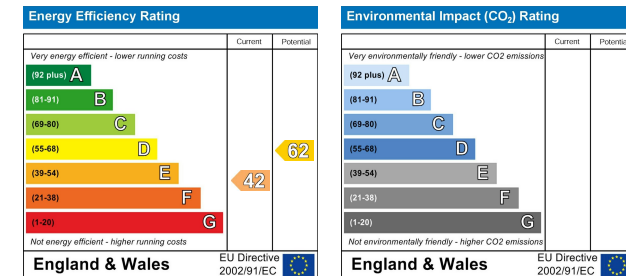 Energy Efficiency Rating
Current Potential
Very energy efficient - lower running costs
(92 plus) A
(81-91) B
(69-80) C
(55-68) D
(39-54) E
(21-38) F
(1-20) G
42
62
Not energy efficient - higher running costs
England & Wales
EU Directive
2002/91/EC
Environmental Impact (CO₂) Rating
Current Potential
Very environmentally friendly - lower CO2 emissions
(92 plus) A
(81-91) B
(69-80) C
(55-68) D
(39-54) E
(21-38) F
(1-20) G
Not environmentally friendly - higher CO2 emissions
England & Wales
EU Directive
2002/91/EC